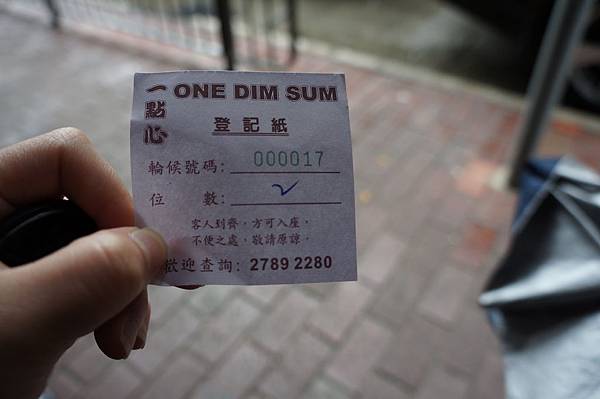 一點心
ONE DIM SUM
登記紙
輪候號碼: 000017
位 數: 2
客人到齊，方可入座，
不便之處，敬請原諒。
歡迎查詢: 2789 2280